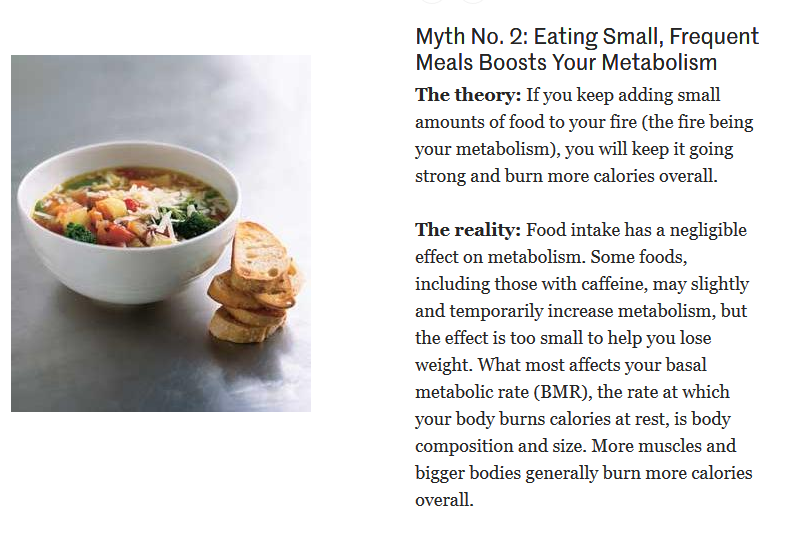 Myth No. 2: Eating Small, Frequent
Meals Boosts Your Metabolism
The theory: If you keep adding small
amounts of food to your fire (the fire being
your metabolism), you will keep it going
strong and burn more calories overall.
The reality: Food intake has a negligible
effect on metabolism. Some foods,
including those with caffeine, may slightly
and temporarily increase metabolism, but
the effect is too small to help you lose
weight. What most affects your basal
metabolic rate (BMR), the rate at which
your body burns calories at rest, is body
composition and size. More muscles and
bigger bodies generally burn more calories
overall.